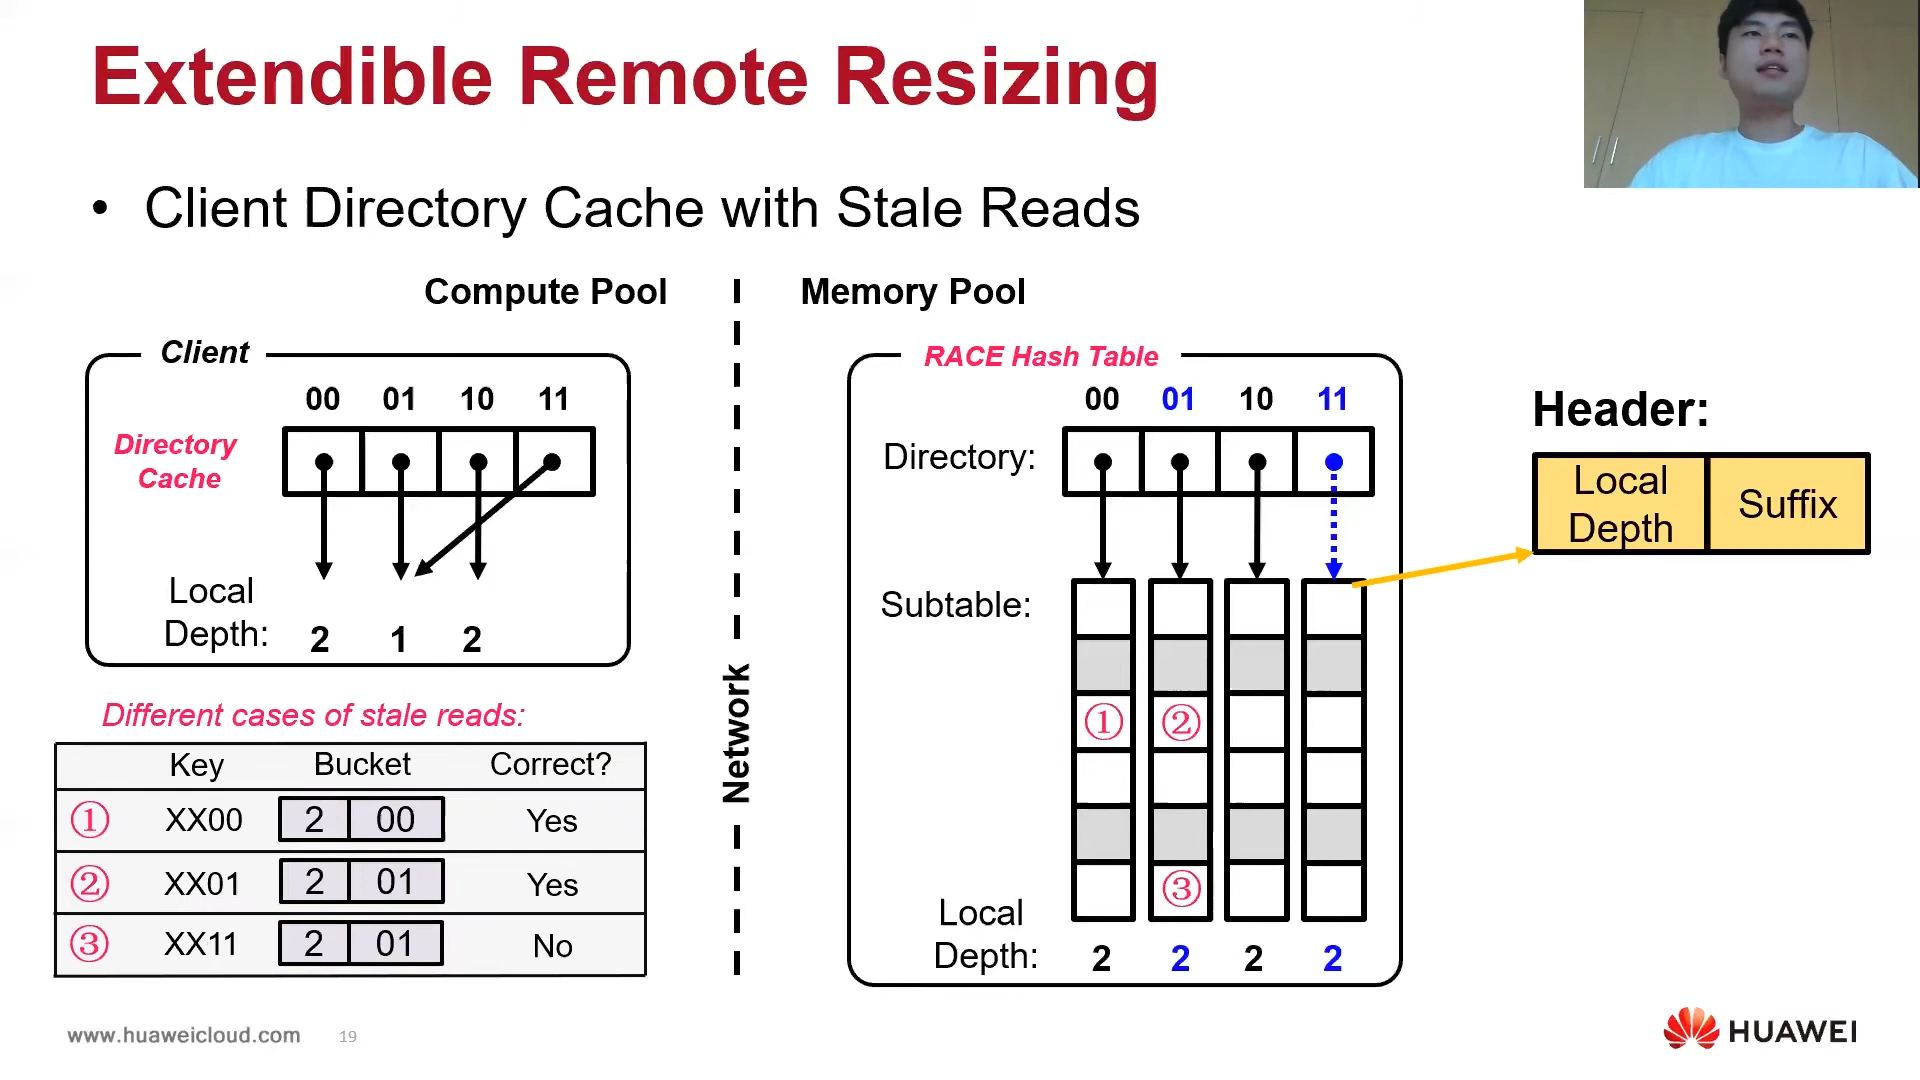 Extendible Remote Resizing
• Client Directory Cache with Stale Reads
Compute Pool
Memory Pool
Client
00 01 10 11
Directory
Cache
Local
Depth: 2 1 2
Different cases of stale reads:
Key Bucket Correct?
① XX00 2 00 Yes
② XX01 2 01 Yes
③ XX11 2 01 No
Network
RACE Hash Table
00 01 10 11
Directory:
Subtable:
① ②
③
Local
Depth: 2 2 2 2
Header:
Local
Depth
Suffix
www.huaweicloud.com 19
HUAWEI